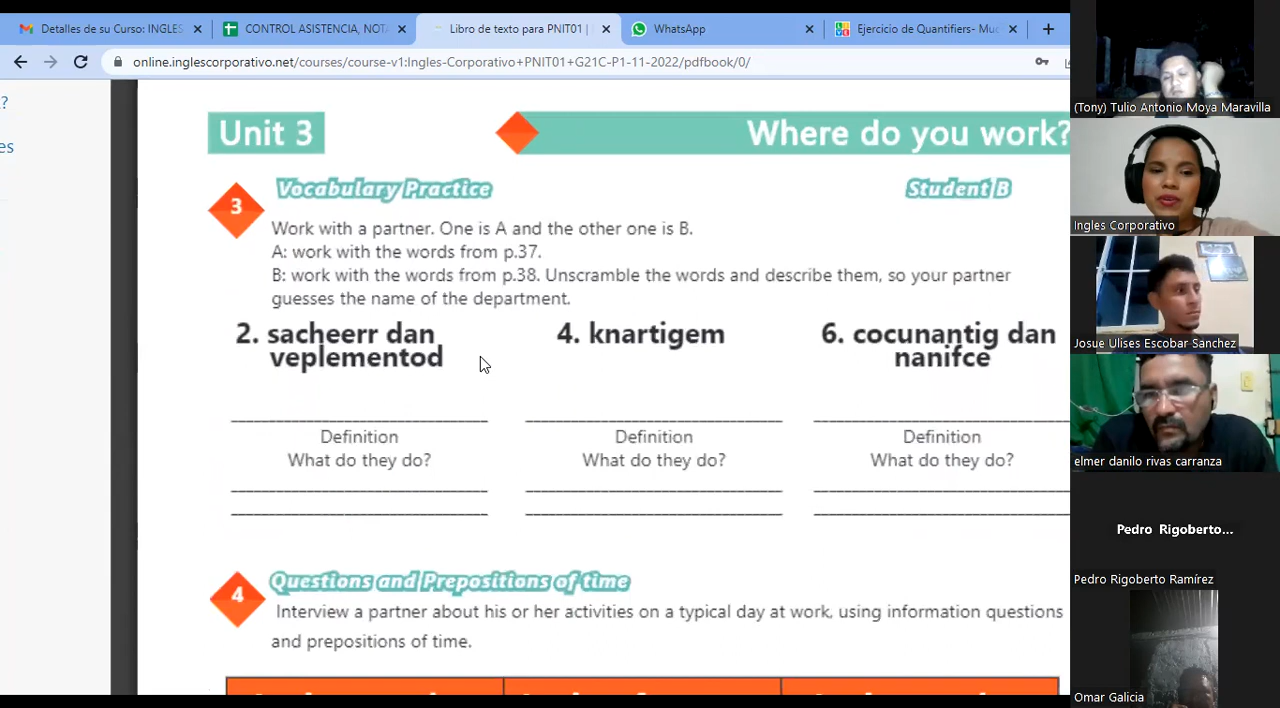 Detalles de su Curso: INGLES
CONTROL ASISTENCIA, NOTA
Libro de texto para PNIT01 |
WhatsApp
Ejercicio de Quantifiers- Muc
online.inglescorporativo.net/courses/course-v1:Ingles-Corporativo+PNIT01+G21C-P1-11-2022/pdfbook/0/
?
es
Unit 3
Where do you work?
3
Vocabulary Practice
Student B
Work with a partner. One is A and the other one is B.
A: work with the words from p.37.
B: work with the words from p.38. Unscramble the words and describe them, so your partner
guesses the name of the department.
2. sacheerr dan
veplementod
4. knartigem
6. cocunantig dan
nanifce
Definition
What do they do?
Definition
What do they do?
Definition
What do they do?
4
Questions and Prepositions of time
Interview a partner about his or her activities on a typical day at work, using information questions
and prepositions of time.
(Tony) Tulio Antonio Moya Maravilla
Ingles Corporativo
Josue Ulises Escobar Sanchez
elmer danilo rivas carranza
Pedro Rigoberto...
Pedro Rigoberto Ramírez
Omar Galicia